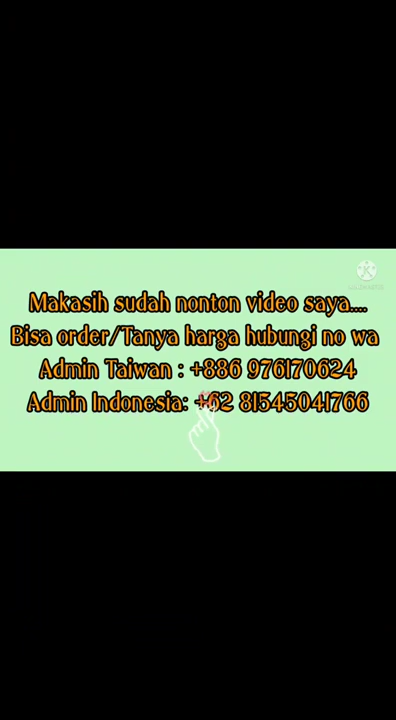 Makasih sudah nonton video saya....
Bisa order/Tanya harga hubungi no wa
Admin Taiwan : +886 976170624
Admin Indonesia: +62 81545041766